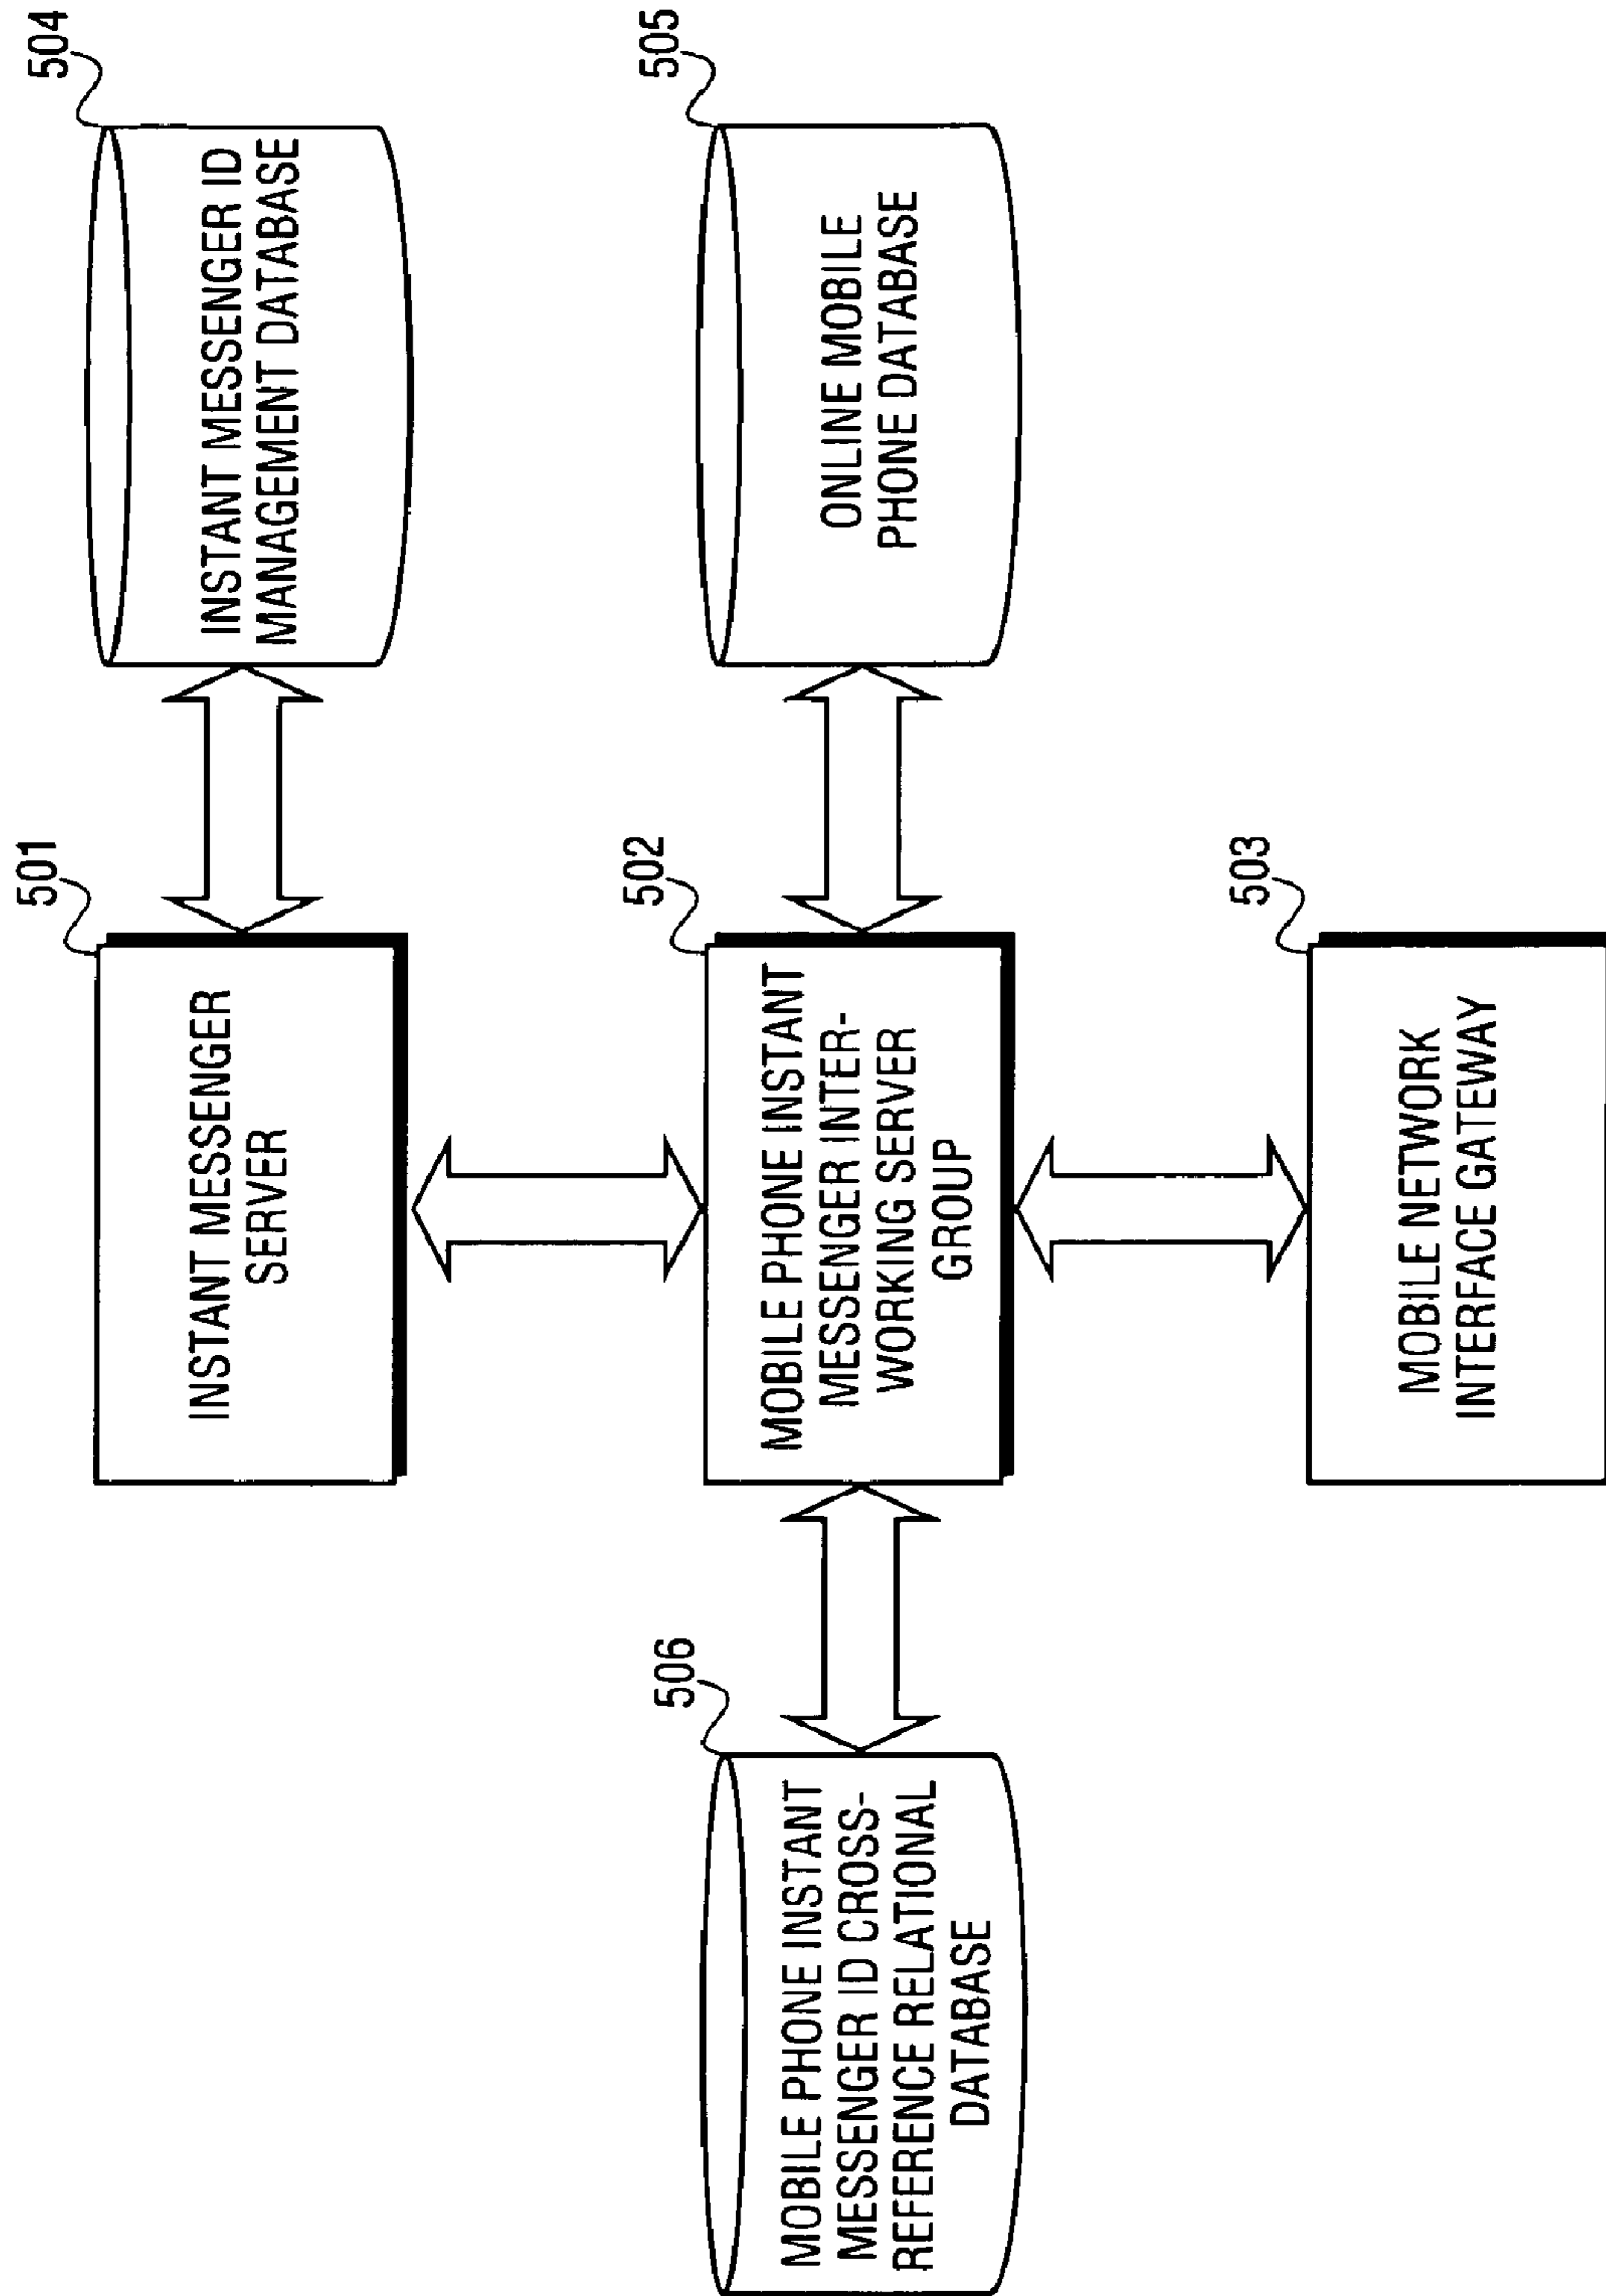 501
INSTANT MESSENGER
SERVER
504
INSTANT MESSENGER ID
MANAGEMENT DATABASE
506
MOBILE PHONE INSTANT
MESSENGER ID CROSS-
REFERENCE RELATIONAL
DATABASE
502
MOBILE PHONE INSTANT
MESSENGER INTER-
WORKING SERVER
GROUP
505
ONLINE MOBILE
PHONE DATABASE
503
MOBILE NETWORK
INTERFACE GATEWAY